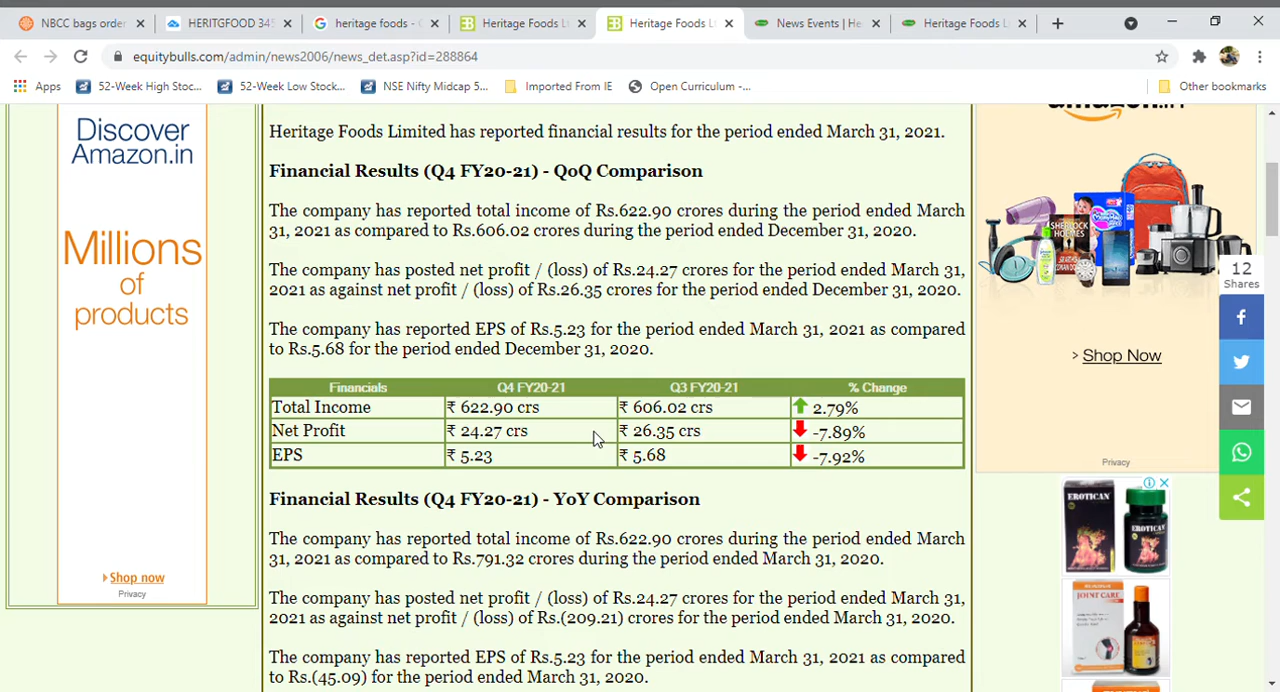 NBCC bags order
HERITGFOOD 345
heritage foods -
Heritage Foods L
Heritage Foods L
News Events | He
Heritage Foods L
equitybulls.com/admin/news2006/news_det.asp?id=288864
Apps
52-Week High Stoc...
52-Week Low Stock...
NSE Nifty Midcap 5...
Imported From IE
Open Curriculum -...
Other bookmarks
Discover
Amazon.in
Millions
of
products
Shop now
Privacy
Heritage Foods Limited has reported financial results for the period ended March 31, 2021.
Financial Results (Q4 FY20-21) - QoQ Comparison
The company has reported total income of Rs.622.90 crores during the period ended March
31, 2021 as compared to Rs.606.02 crores during the period ended December 31, 2020.
The company has posted net profit / (loss) of Rs.24.27 crores for the period ended March 31,
2021 as against net profit / (loss) of Rs.26.35 crores for the period ended December 31, 2020.
The company has reported EPS of Rs.5.23 for the period ended March 31, 2021 as compared
to Rs.5.68 for the period ended December 31, 2020.
Financials Q4 FY20-21 Q3 FY20-21 % Change
Total Income ₹ 622.90 crs ₹ 606.02 crs 2.79%
Net Profit ₹ 24.27 crs ₹ 26.35 crs -7.89%
EPS ₹ 5.23 ₹ 5.68 -7.92%
Financial Results (Q4 FY20-21) - YoY Comparison
The company has reported total income of Rs.622.90 crores during the period ended March
31, 2021 as compared to Rs.791.32 crores during the period ended March 31, 2020.
The company has posted net profit / (loss) of Rs.24.27 crores for the period ended March 31,
2021 as against net profit / (loss) of Rs.(209.21) crores for the period ended March 31, 2020.
The company has reported EPS of Rs.5.23 for the period ended March 31, 2021 as compared
to Rs.(45.09) for the period ended March 31, 2020.
SHERLOCK
HOLMES
Shop Now
Privacy
12
Shares
EROTICAN
JOINT CARE